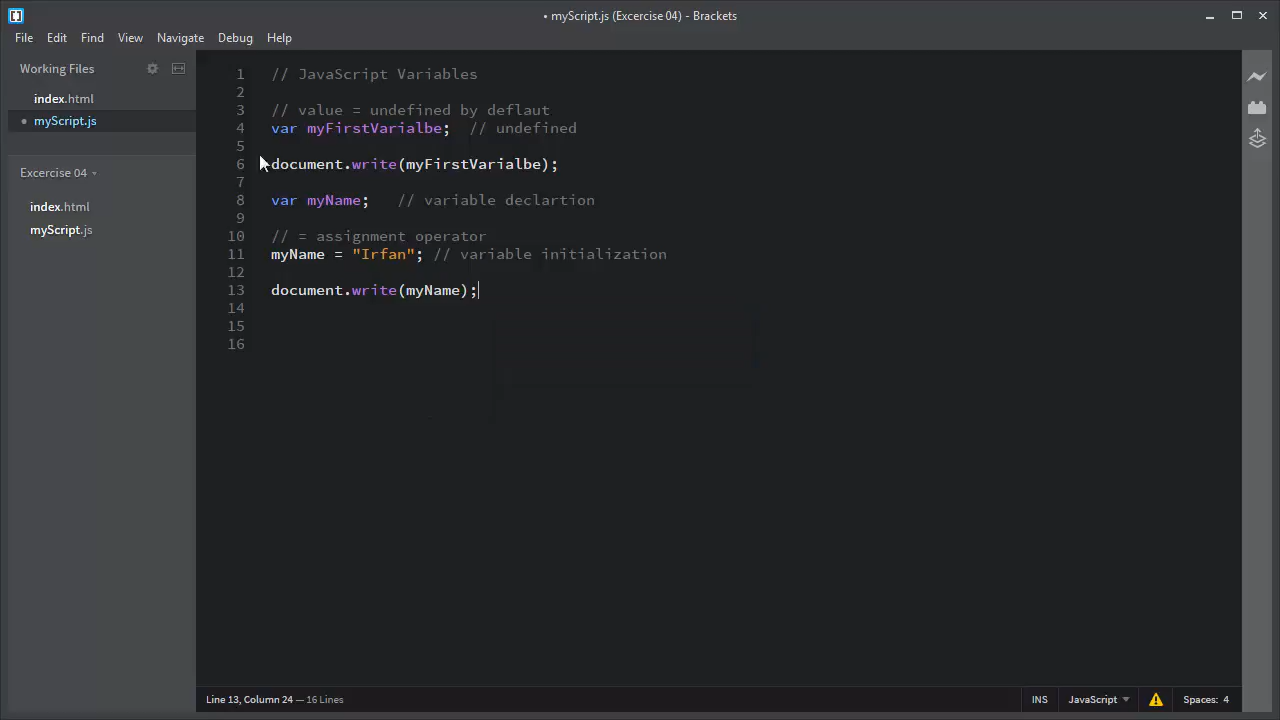 • myScript.js (Excercise 04) - Brackets
File Edit Find View Navigate Debug Help
Working Files
index.html
• myScript.js
Excercise 04
index.html
myScript.js
1 // JavaScript Variables
2
3 // value = undefined by deflaut
4 var myFirstVarialbe;  // undefined
5
6 document.write(myFirstVarialbe);
7
8 var myName;   // variable declartion
9
10 // = assignment operator
11 myName = "Irfan"; // variable initialization
12
13 document.write(myName);
14
15
16
Line 13, Column 24 — 16 Lines INS JavaScript Spaces: 4